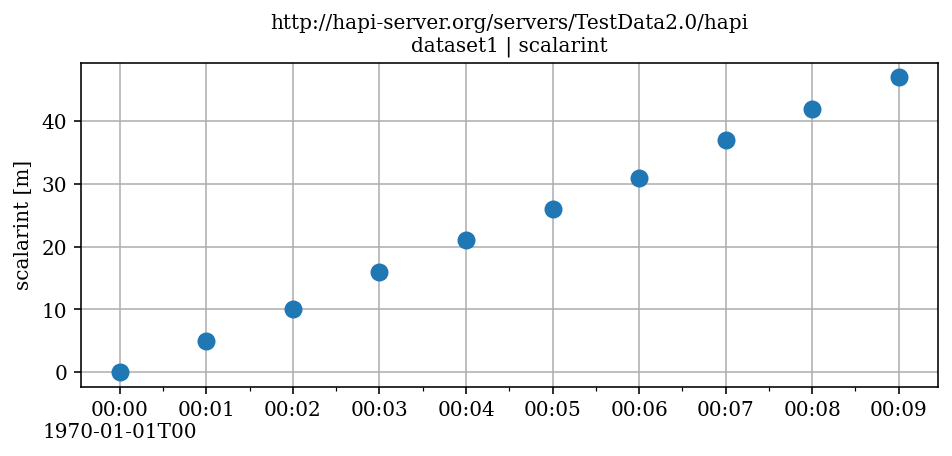 http://hapi-server.org/servers/TestData2.0/hapi
dataset1 | scalarint
scalarint [m]
40
30
20
10
0
00:00 00:01 00:02 00:03 00:04 00:05 00:06 00:07 00:08 00:09
1970-01-01T00